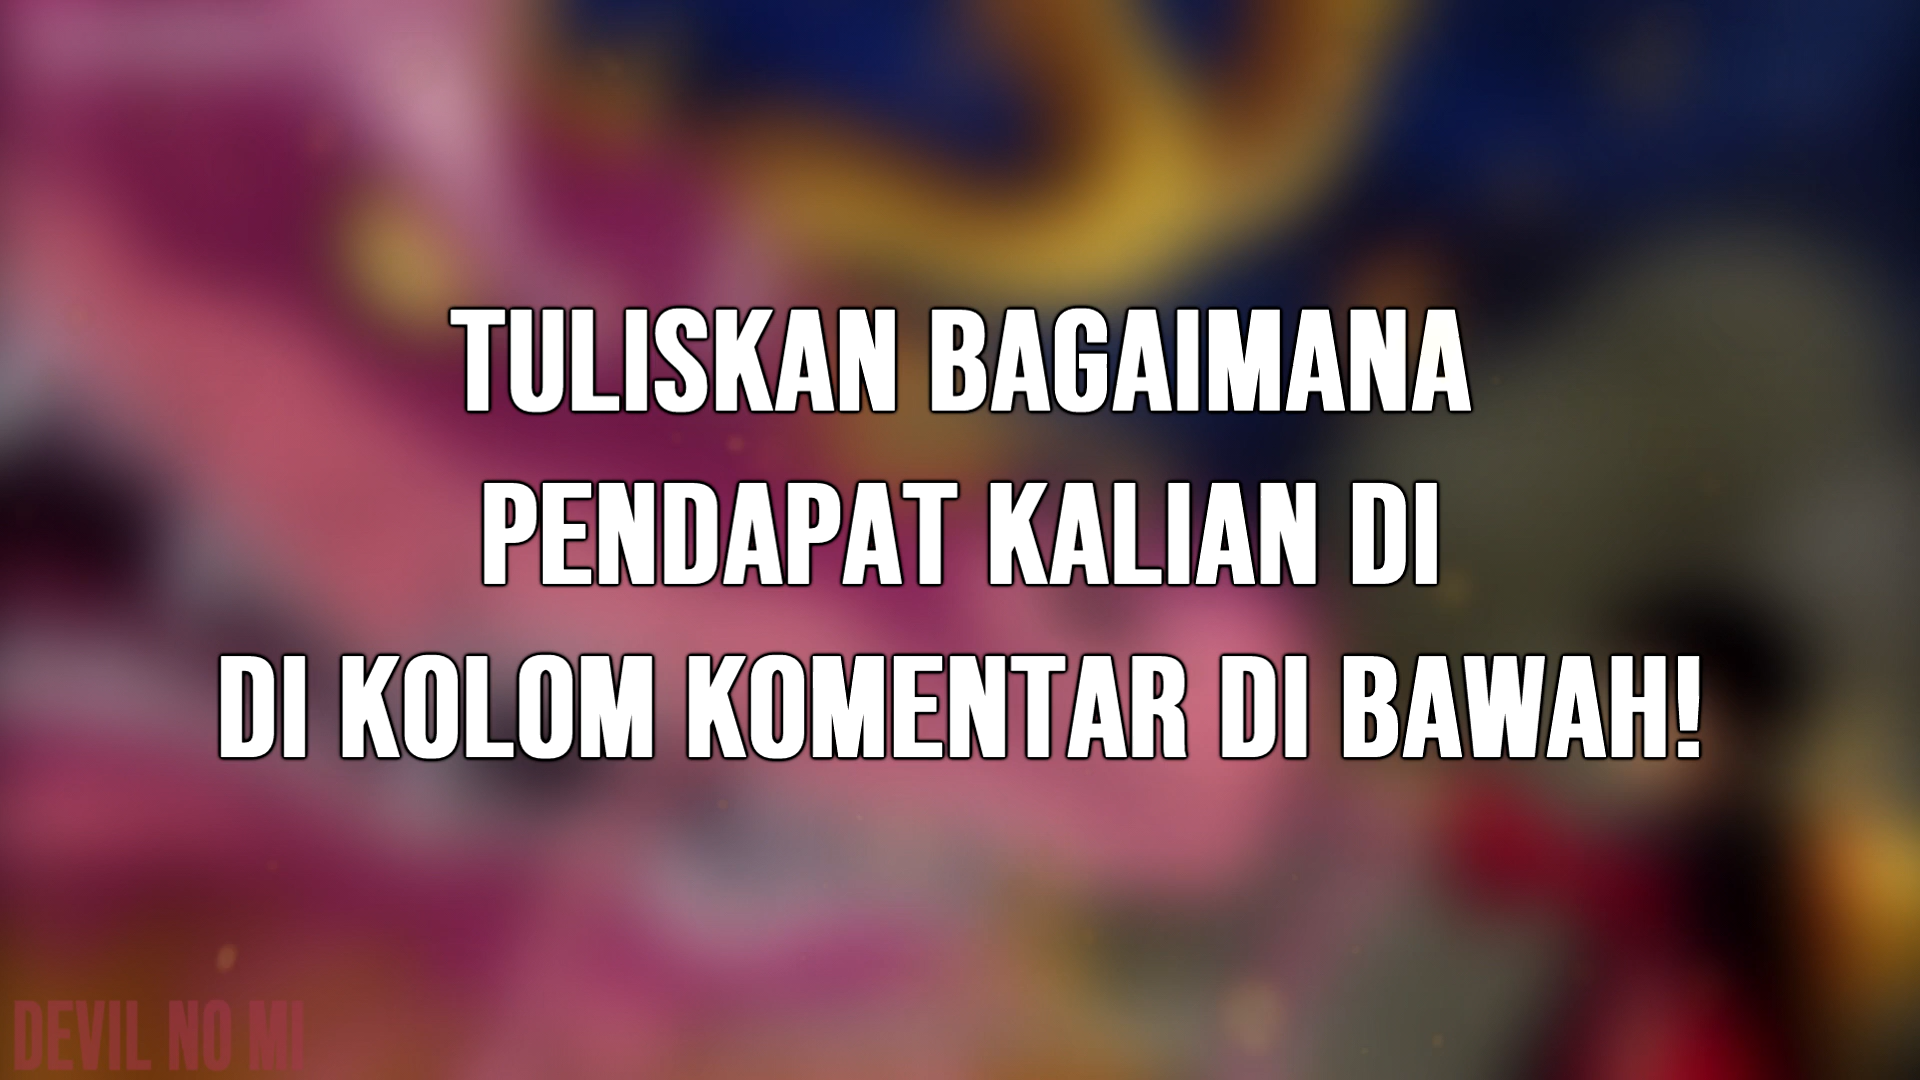 TULISKAN BAGAIMANA
PENDAPAT KALIAN DI
DI KOLOM KOMENTAR DI BAWAH!
DEVIL NO MI